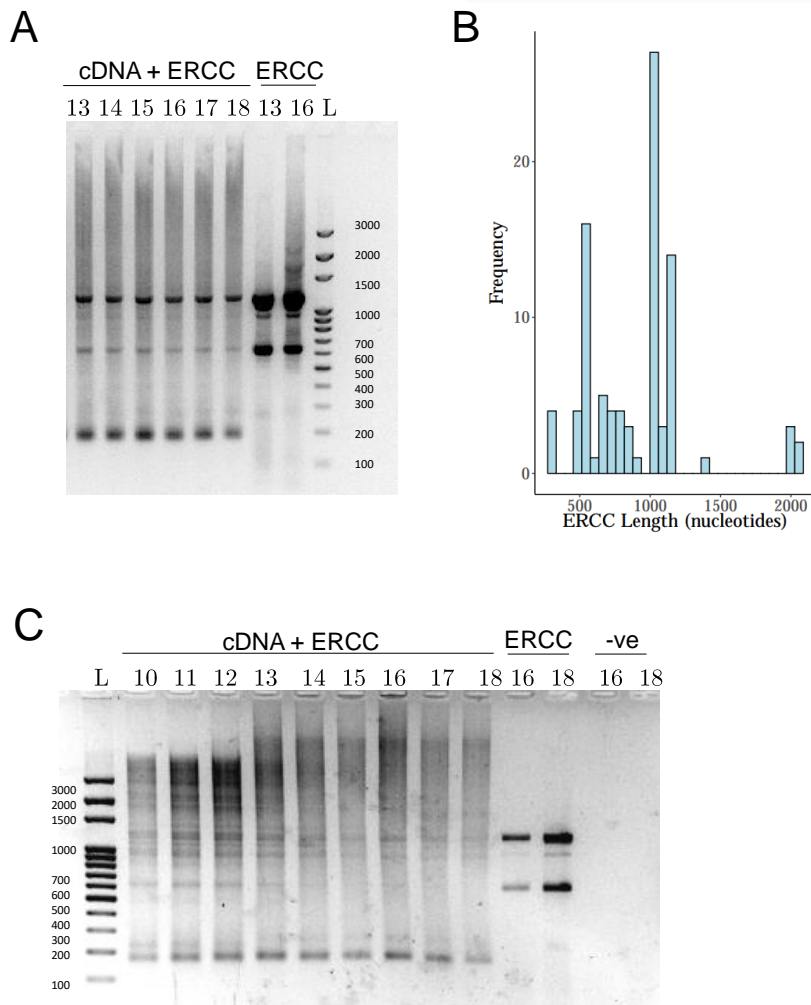 A
cDNA + ERCC ERCC
13 14 15 16 17 18 13 16 L
3000
2000
1500
1000
700
600
500
400
300
200
100
B
Frequency
20
10
0
500 1000 1500 2000
ERCC Length (nucleotides)
C
cDNA + ERCC ERCC -ve
L 10 11 12 13 14 15 16 17 18 16 18 16 18
3000
2000
1500
1000
700
600
500
400
300
200
100